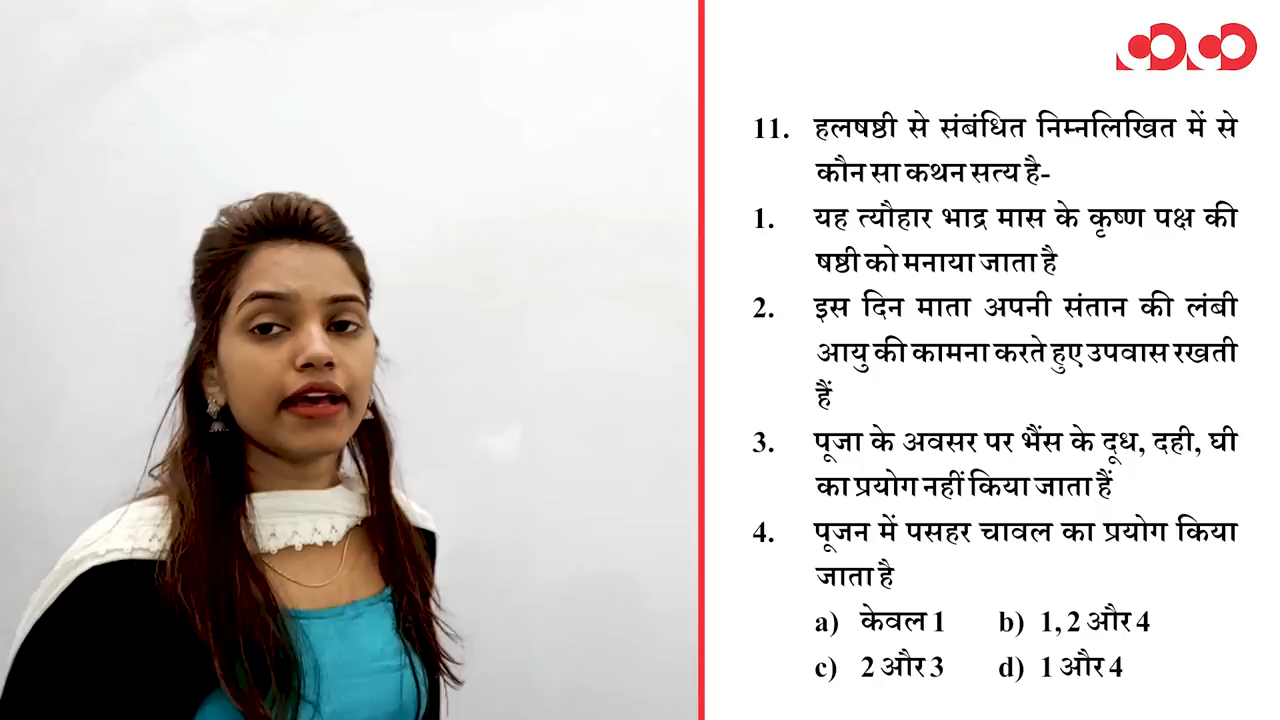 11. हलषष्ठी से संबंधित निम्नलिखित में से
कौन सा कथन सत्य है-
1. यह त्यौहार भाद्र मास के कृष्ण पक्ष की
षष्ठी को मनाया जाता है
2. इस दिन माता अपनी संतान की लंबी
आयु की कामना करते हुए उपवास रखती
हैं
3. पूजा के अवसर पर भैंस के दूध, दही, घी
का प्रयोग नहीं किया जाता हैं
4. पूजन में पसहर चावल का प्रयोग किया
जाता है
a) केवल 1 b) 1, 2 और 4
c) 2 और 3 d) 1 और 4